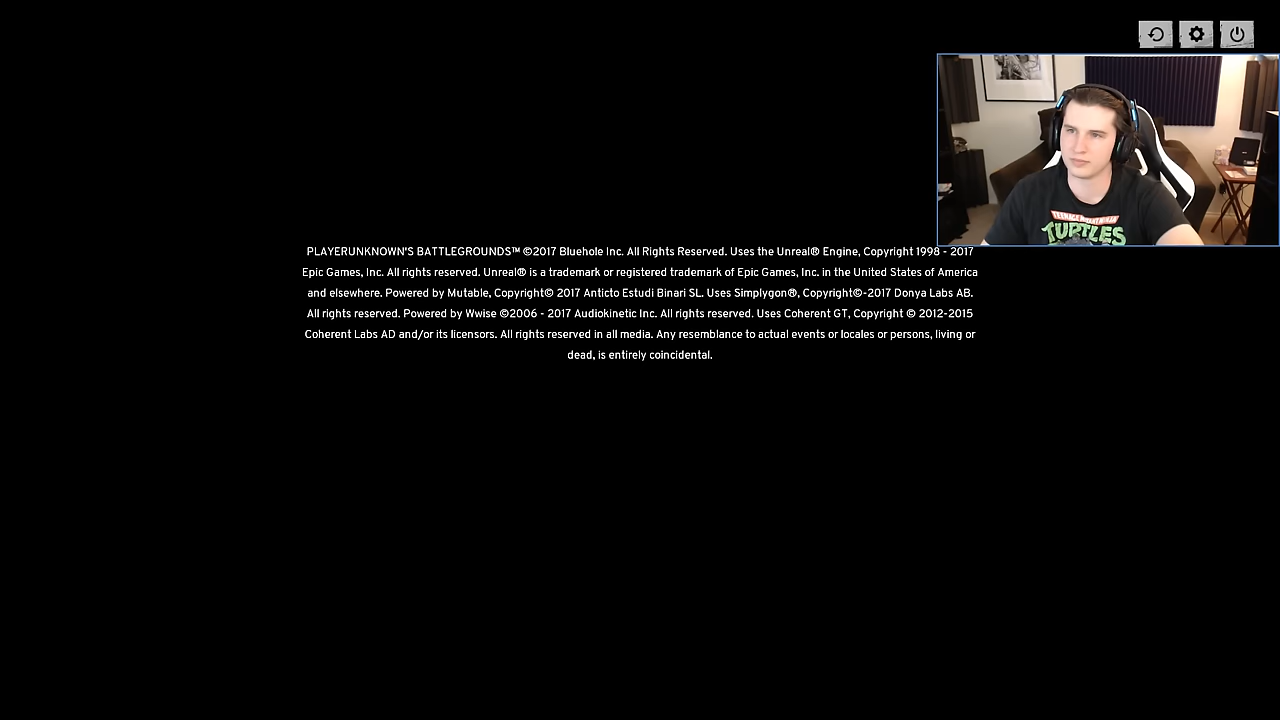 PLAYERUNKNOWN'S BATTLEGROUNDS™ ©2017 Bluehole Inc. All Rights Reserved. Uses the Unreal® Engine, Copyright 1998 - 2017
Epic Games, Inc. All rights reserved. Unreal® is a trademark or registered trademark of Epic Games, Inc. in the United States of America
and elsewhere. Powered by Mutable, Copyright© 2017 Anticto Estudi Binari SL. Uses Simplygon®, Copyright©-2017 Donya Labs AB.
All rights reserved. Powered by Wwise ©2006 - 2017 Audiokinetic Inc. All rights reserved. Uses Coherent GT, Copyright © 2012-2015
Coherent Labs AD and/or its licensors. All rights reserved in all media. Any resemblance to actual events or locales or persons, living or
dead, is entirely coincidental.
TEENAGE MUTANT NINJA
TURTLES